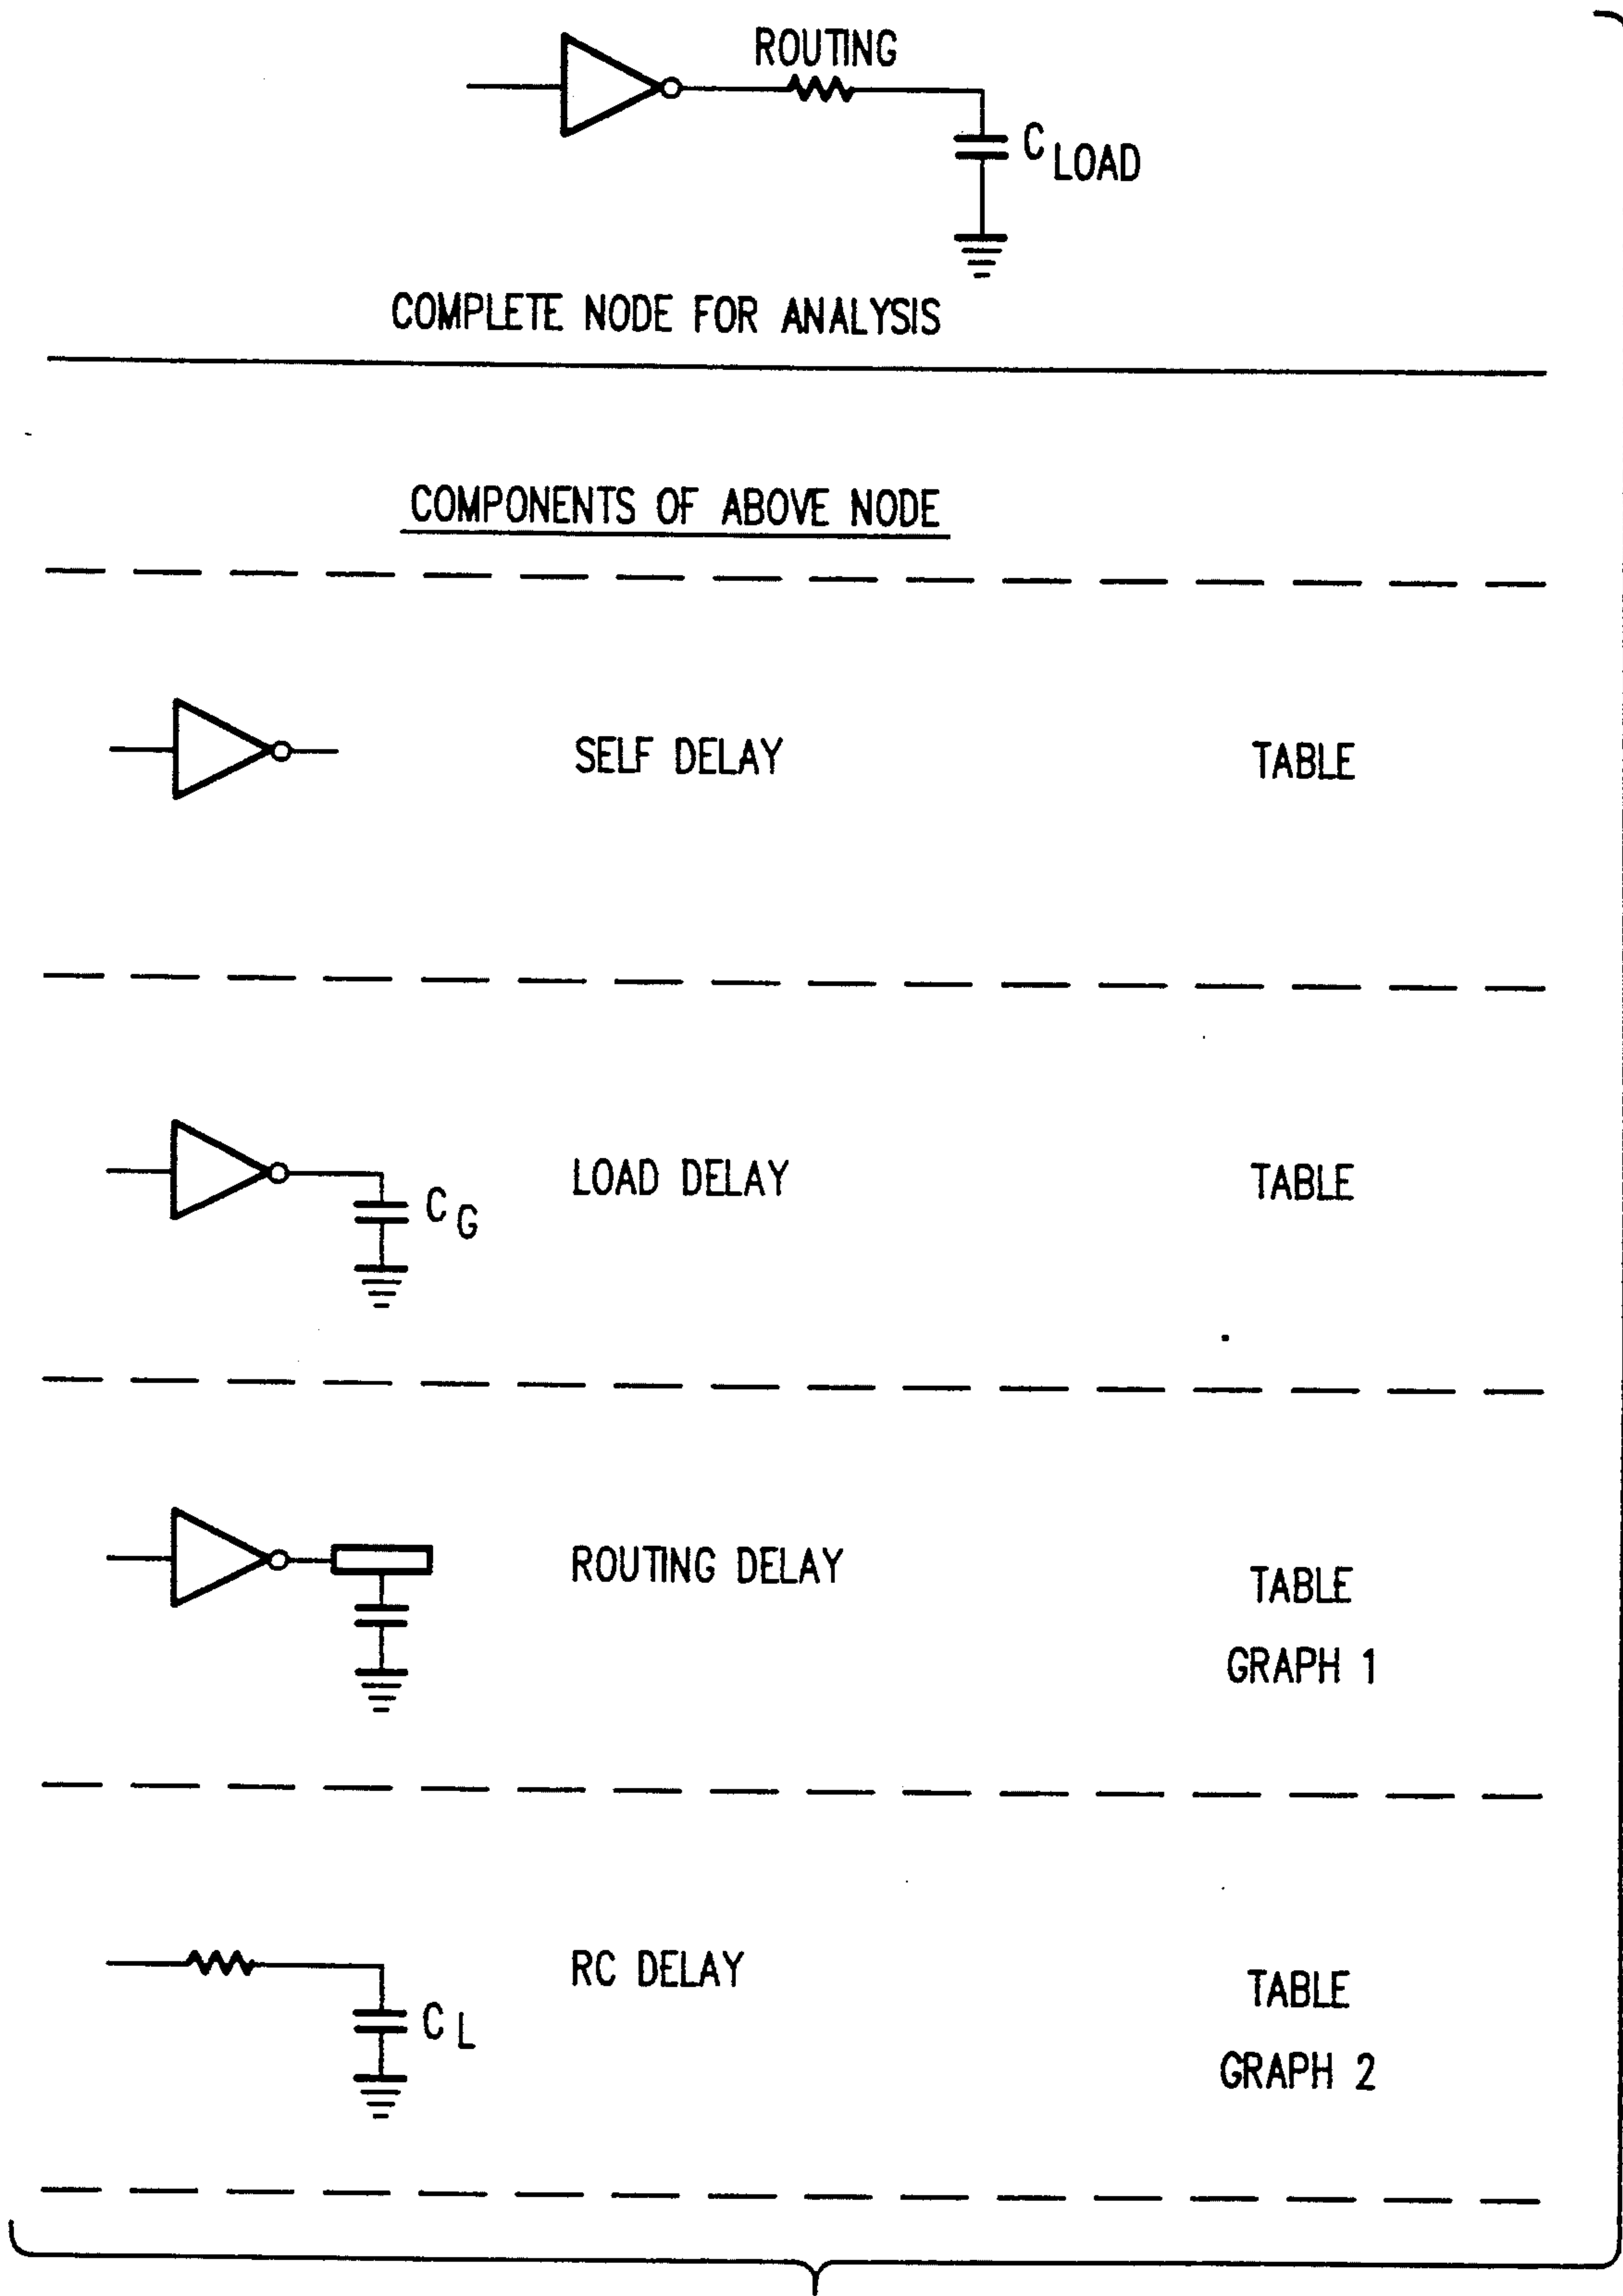 ROUTING
C LOAD
COMPLETE NODE FOR ANALYSIS
COMPONENTS OF ABOVE NODE
SELF DELAY TABLE
C G
LOAD DELAY TABLE
ROUTING DELAY TABLE
GRAPH 1
RC DELAY TABLE
C L
GRAPH 2